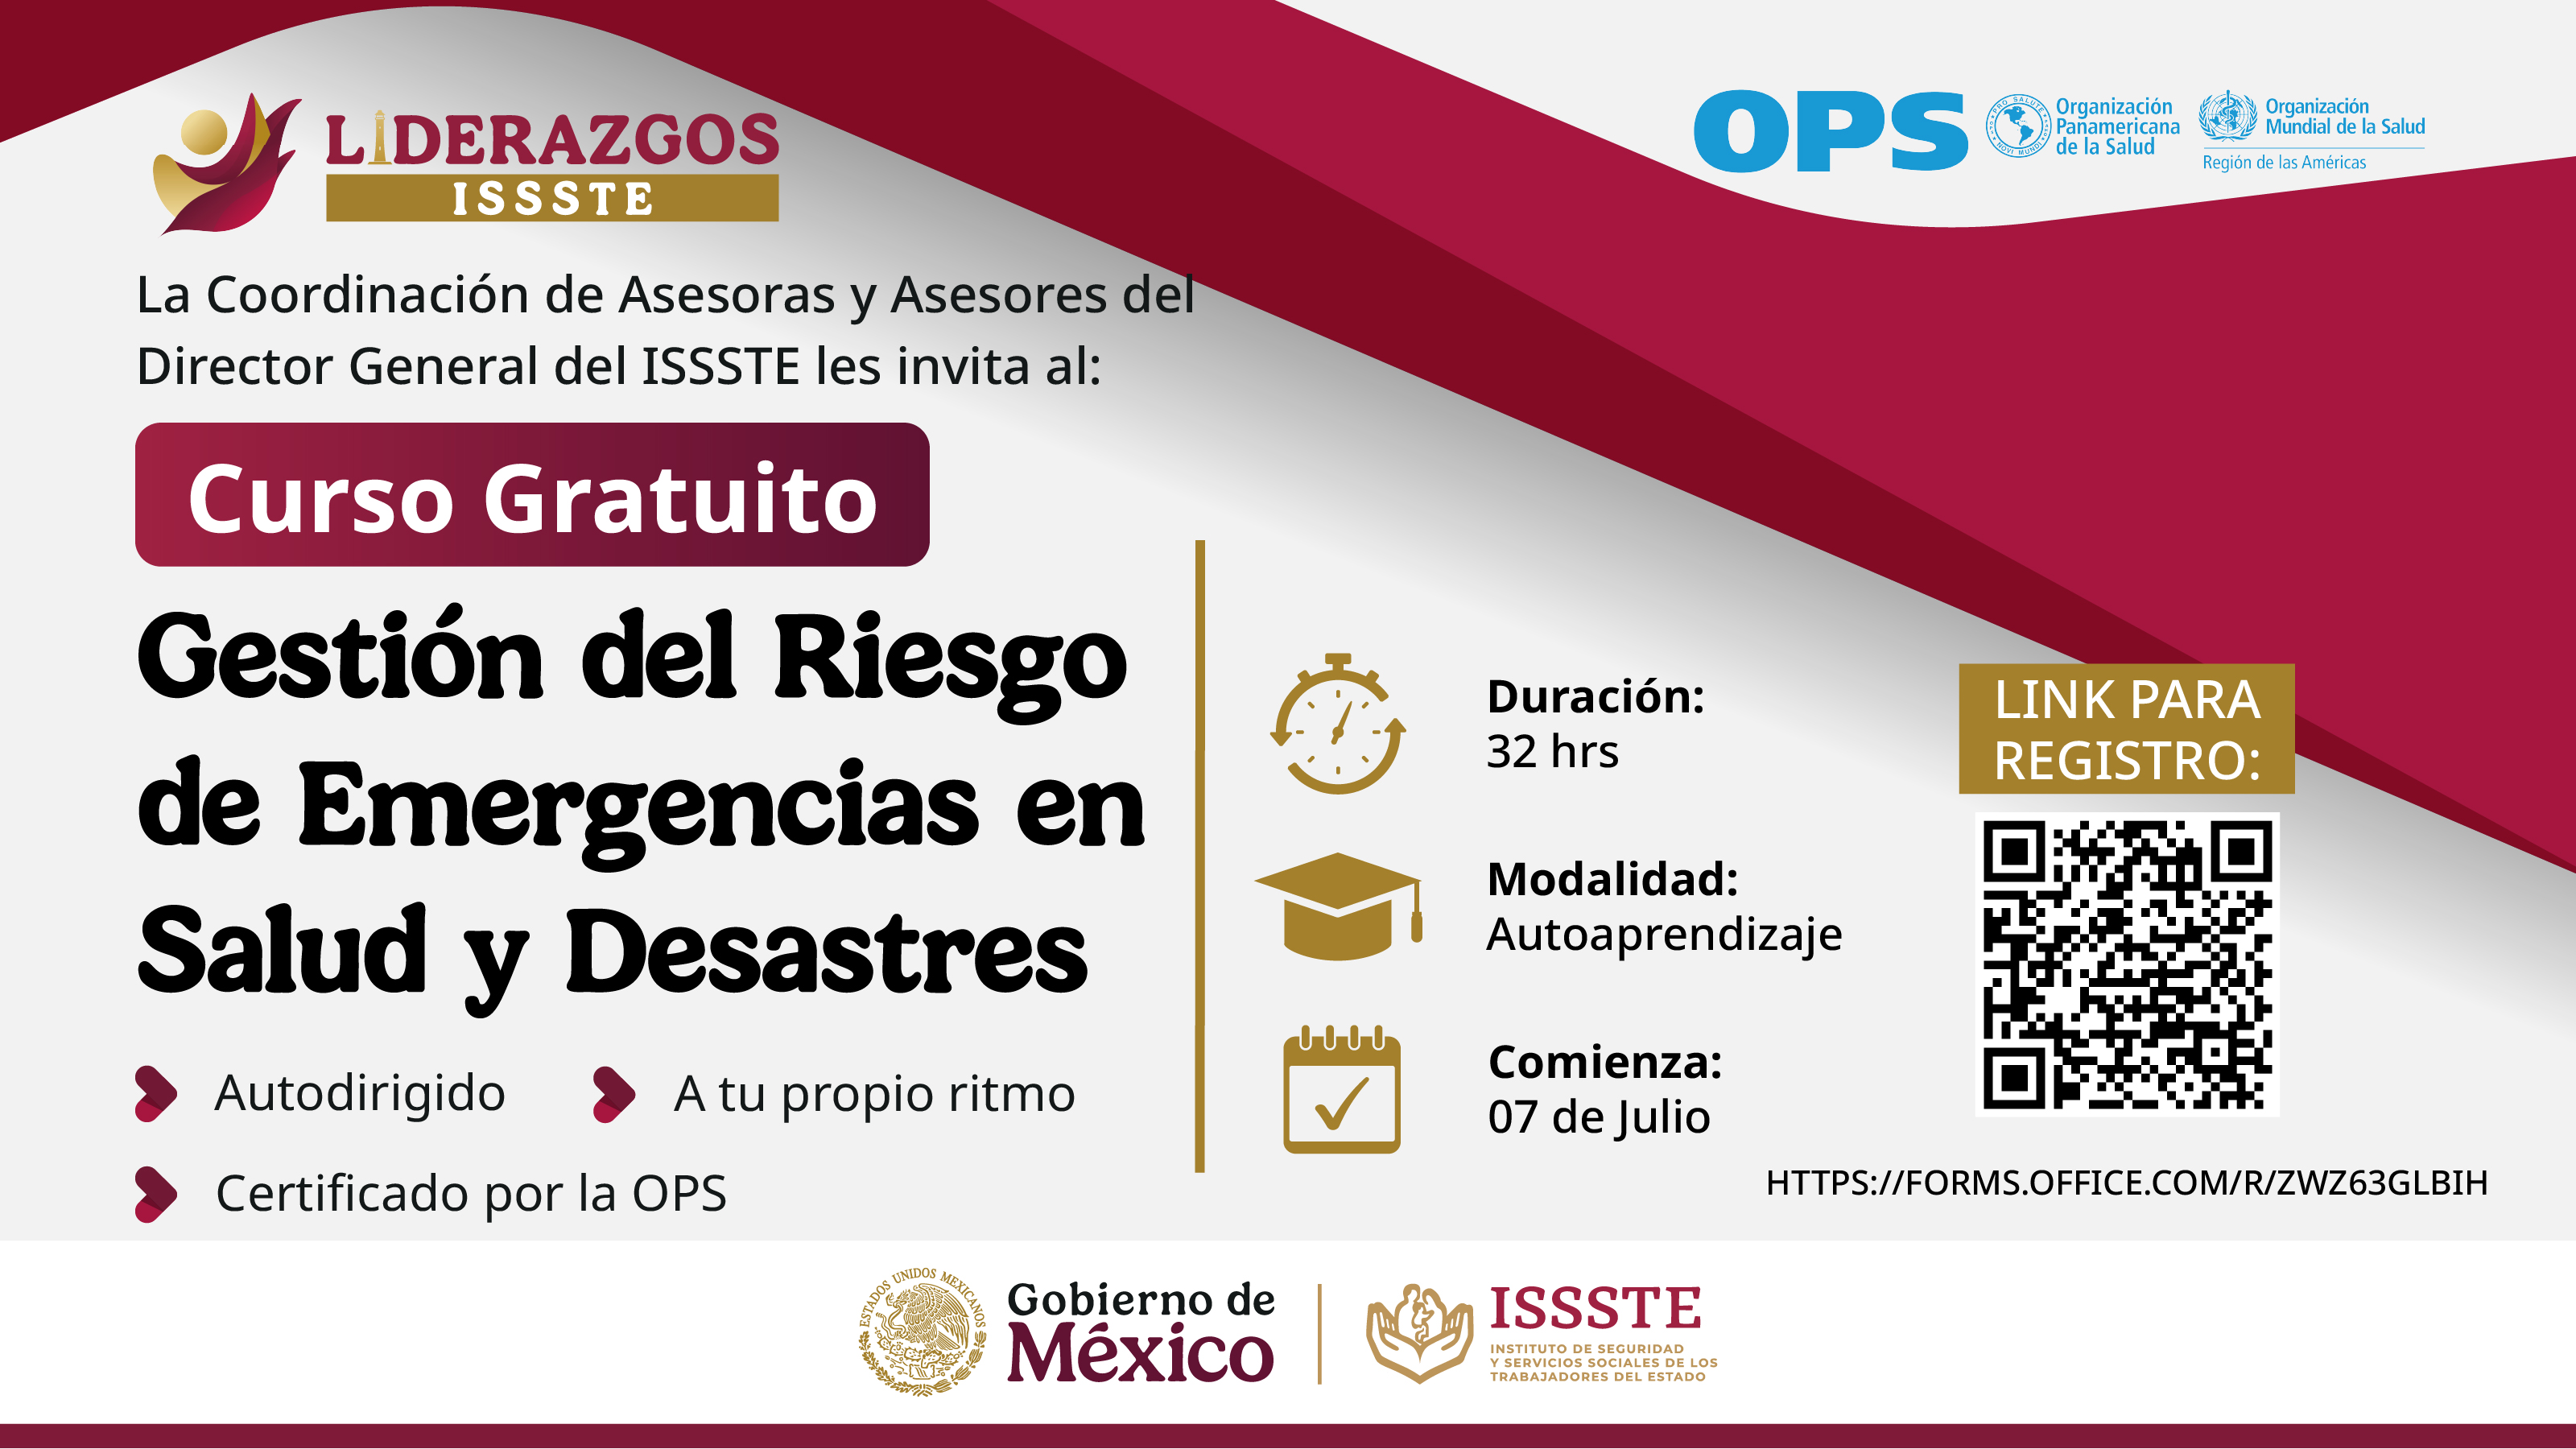 LIDERAZGOS
ISSSTE
OPS
PRO SALUTE
NOVI MUNDI
Organización
Panamericana
de la Salud
Organización
Mundial de la Salud
Región de las Américas
La Coordinación de Asesoras y Asesores del
Director General del ISSSTE les invita al:
Curso Gratuito
Gestión del Riesgo
de Emergencias en
Salud y Desastres
Autodirigido
A tu propio ritmo
Certificado por la OPS
Duración:
32 hrs
Modalidad:
Autoaprendizaje
Comienza:
07 de Julio
LINK PARA
REGISTRO:
HTTPS://FORMS.OFFICE.COM/R/ZWZ63GLBIH
ESTADOS UNIDOS MEXICANOS
Gobierno de
México
ISSSTE
INSTITUTO DE SEGURIDAD
Y SERVICIOS SOCIALES DE LOS
TRABAJADORES DEL ESTADO